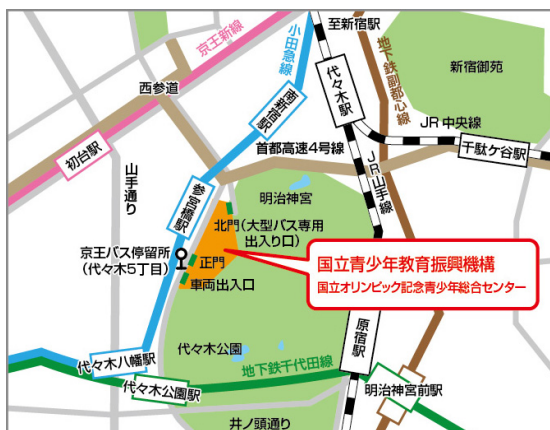 至新宿駅
京王新線
小田急線
地下鉄副都心線
新宿御苑
西参道
代々木駅
南新宿駅
JR中央線
首都高速4号線
千駄ケ谷駅
初台駅
山手通り
JR山手線
参宮橋駅
明治神宮
北門(大型バス専用
出入り口)
京王バス停留所
(代々木5丁目)
正門
車両出入口
国立青少年教育振興機構
国立オリンピック記念青少年総合センター
原宿駅
代々木公園
代々木八幡駅
地下鉄千代田線
代々木公園駅
明治神宮前駅
井ノ頭通り